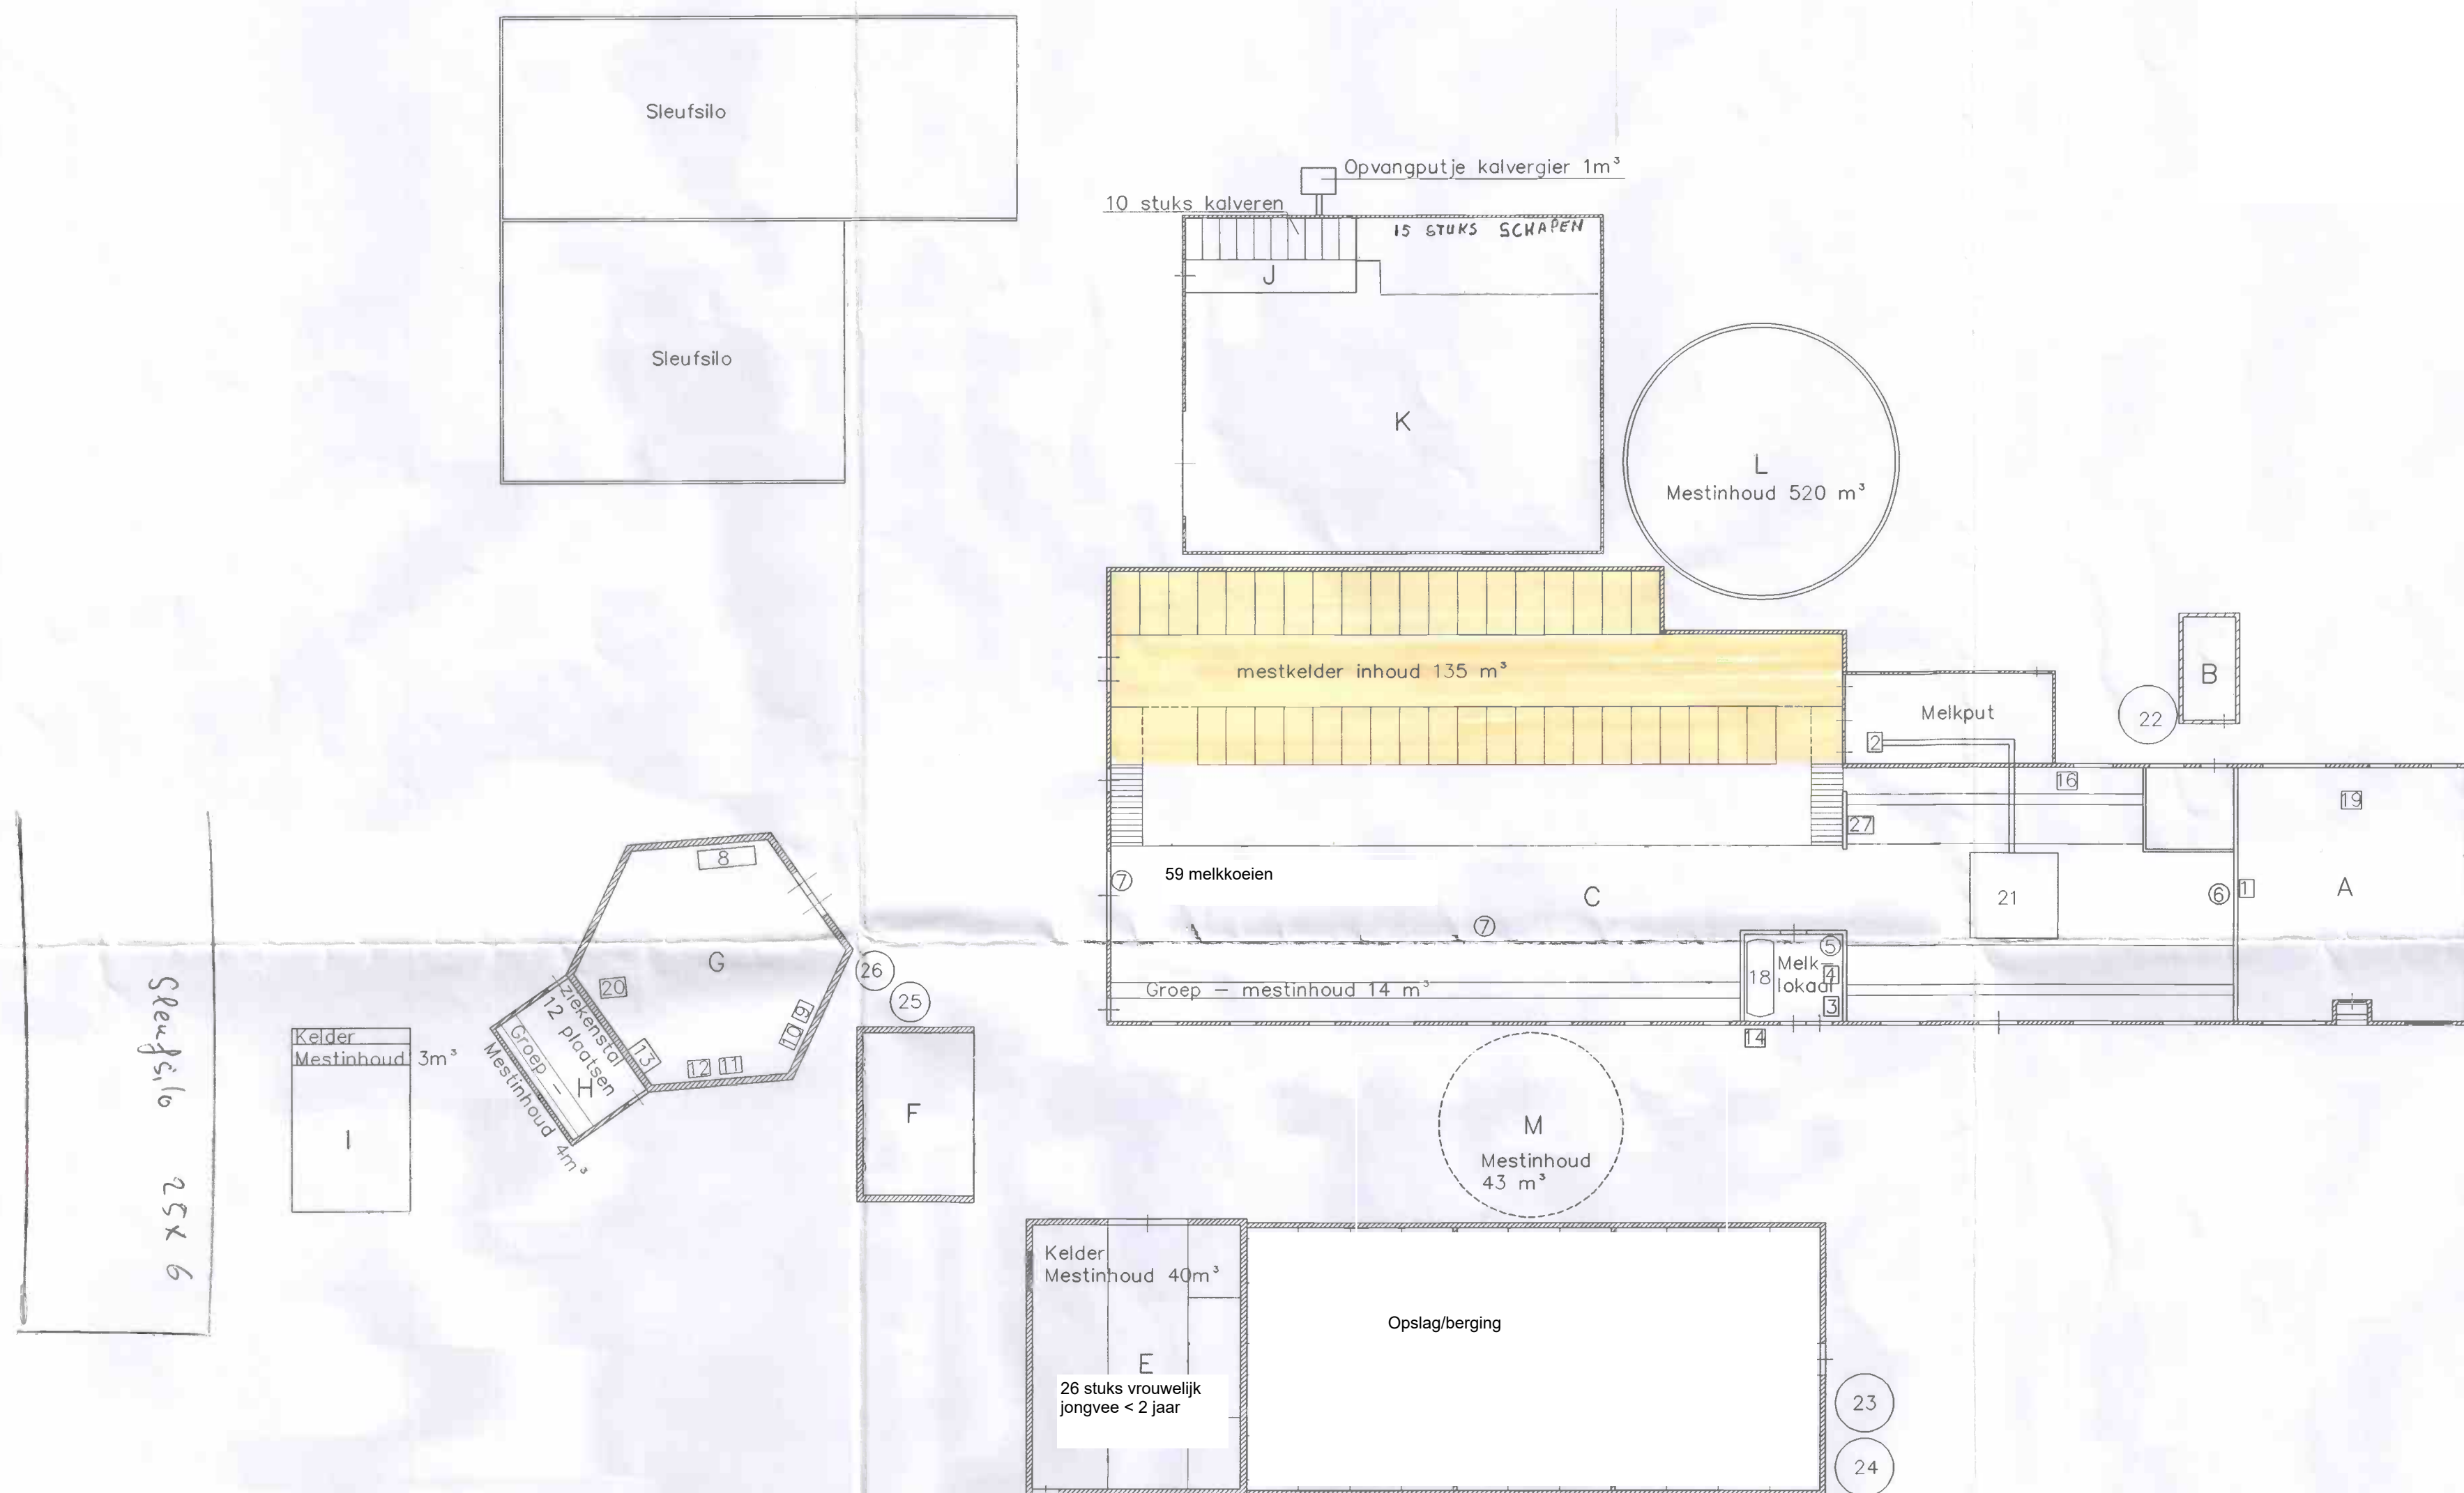 Sleufsilo
Sleufsilo
Opvangputje kalvergier 1m³
10 stuks kalveren
15 STUKS SCHAPEN
J
K
L
Mestinhoud 520 m³
mestkelder inhoud 135 m³
Melkput
2
B
22
16
19
27
7
59 melkkoeien
C
7
21
6
1
A
Groep – mestinhoud 14 m³
18
Melk–
lokaal
5
4
3
14
8
G
20
26
25
ziekenstal
12 plaatsen
Groep –
H
Mestinhoud 4m³
13
12
11
10
9
Kelder
Mestinhoud 3m³
I
F
Sleufsilo 25x6
M
Mestinhoud
43 m³
Kelder
Mestinhoud 40m³
E
26 stuks vrouwelijk
jongvee < 2 jaar
Opslag/berging
23
24